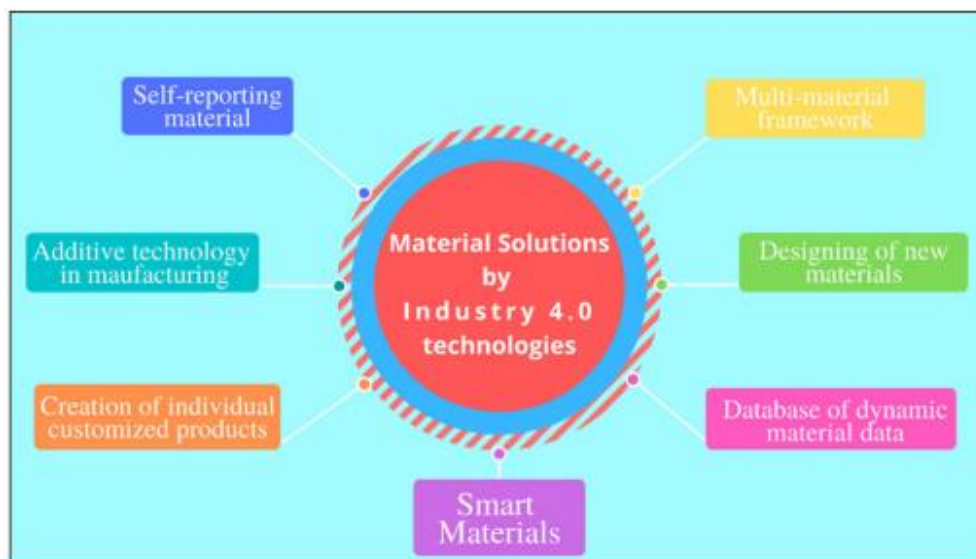 Self-reporting
material
Multi-material
framework
Additive technology
in maufacturing
Material Solutions
by
Industry 4.0
technologies
Designing of new
materials
Creation of individual
customized products
Database of dynamic
material data
Smart
Materials